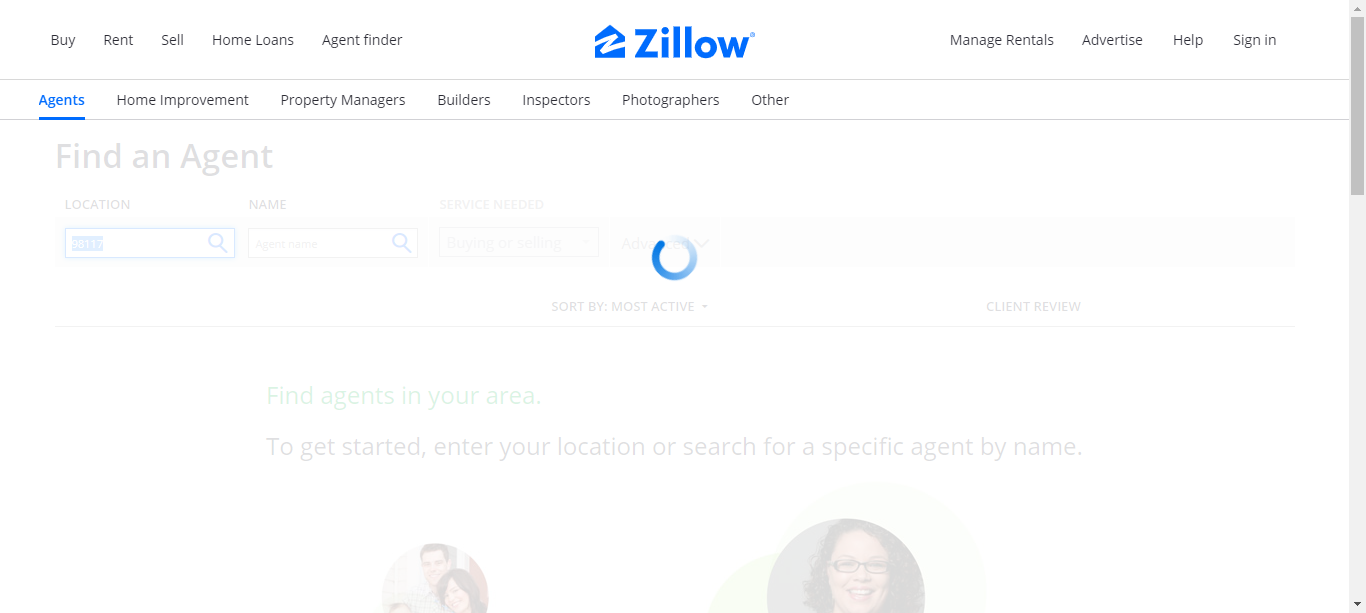 Buy Rent Sell Home Loans Agent finder Zillow® Manage Rentals Advertise Help Sign in
Agents Home Improvement Property Managers Builders Inspectors Photographers Other
Find an Agent
LOCATION NAME SERVICE NEEDED
98117 Agent name Buying or selling Advanced
SORT BY: MOST ACTIVE CLIENT REVIEW
Find agents in your area.
To get started, enter your location or search for a specific agent by name.